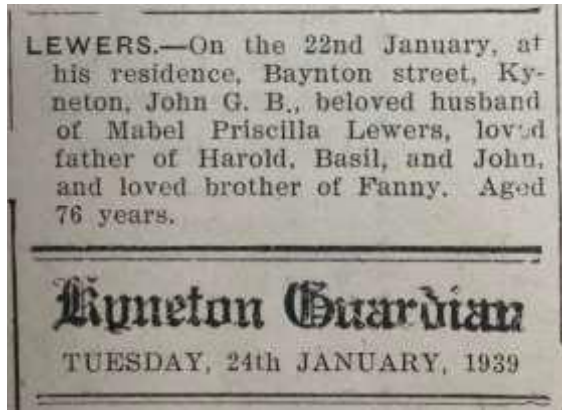 LEWERS.—On the 22nd January, at
his residence, Baynton street, Ky-
neton, John G. B., beloved husband
of Mabel Priscilla Lewers, loved
father of Harold, Basil, and John,
and loved brother of Fanny. Aged
76 years.
Kyneton Guardian
TUESDAY, 24th JANUARY, 1939